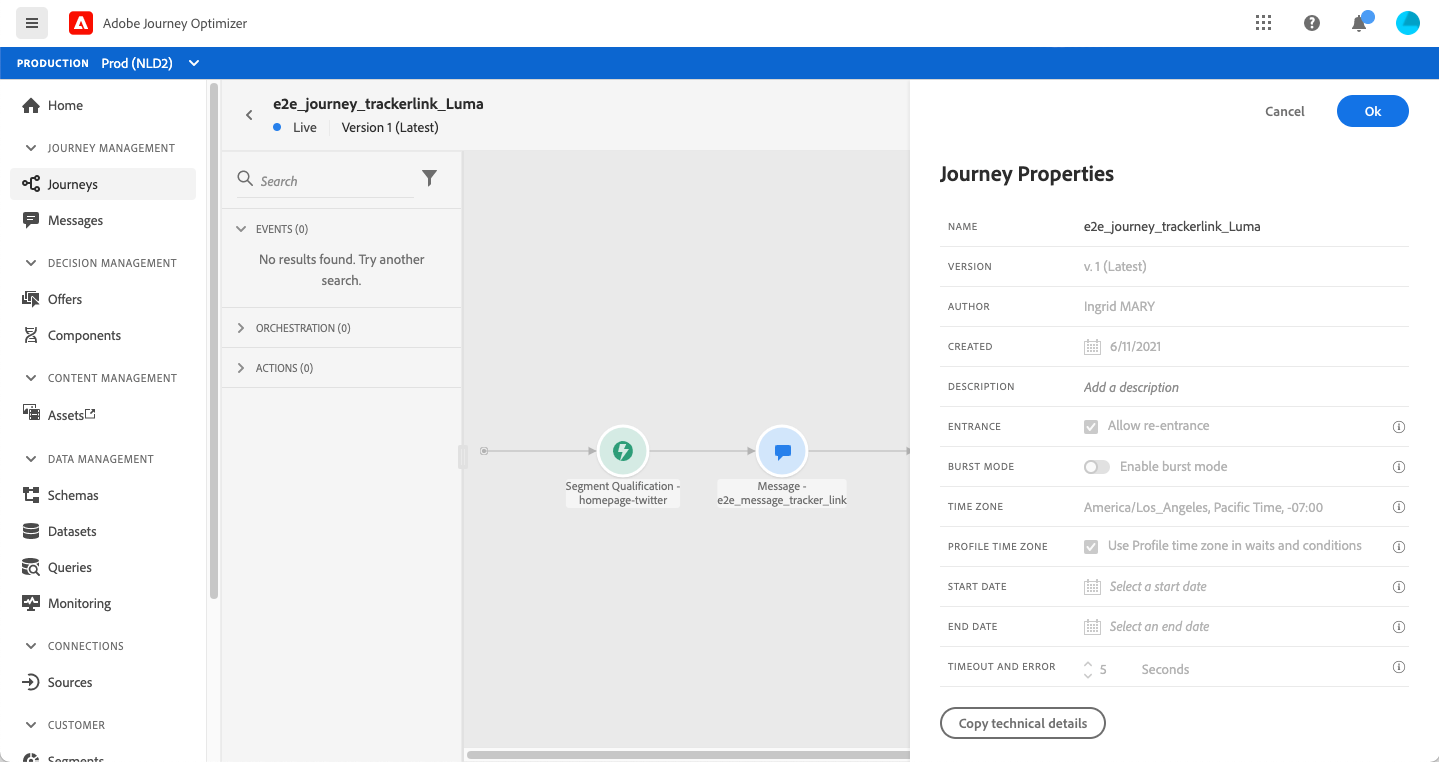 Adobe Journey Optimizer
PRODUCTION Prod (NLD2)
Home
JOURNEY MANAGEMENT
Journeys
Messages
DECISION MANAGEMENT
Offers
Components
CONTENT MANAGEMENT
Assets
DATA MANAGEMENT
Schemas
Datasets
Queries
Monitoring
CONNECTIONS
Sources
CUSTOMER
Segments
e2e_journey_trackerlink_Luma
Live Version 1 (Latest)
Search
EVENTS (0)
No results found. Try another
search.
ORCHESTRATION (0)
ACTIONS (0)
Segment Qualification -
homepage-twitter
Message -
e2e_message_tracker_link
Cancel Ok
Journey Properties
NAME e2e_journey_trackerlink_Luma
VERSION v. 1 (Latest)
AUTHOR Ingrid MARY
CREATED 6/11/2021
DESCRIPTION Add a description
ENTRANCE Allow re-entrance
BURST MODE Enable burst mode
TIME ZONE America/Los_Angeles, Pacific Time, -07:00
PROFILE TIME ZONE Use Profile time zone in waits and conditions
START DATE Select a start date
END DATE Select an end date
TIMEOUT AND ERROR 5 Seconds
Copy technical details